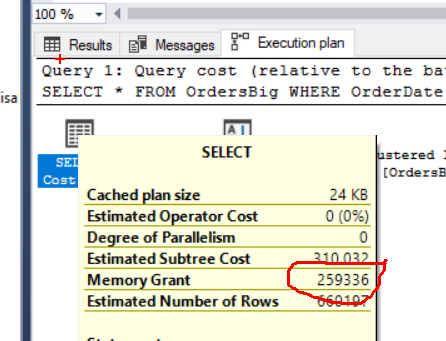 100 %
Results Messages Execution plan
Query 1: Query cost (relative to the ba
SELECT * FROM OrdersBig WHERE OrderDate
isa
SELECT
SEL
Cost
ustered I
[OrdersB
Cached plan size 24 KB
Estimated Operator Cost 0 (0%)
Degree of Parallelism 0
Estimated Subtree Cost 310,032
Memory Grant 259336
Estimated Number of Rows 669197